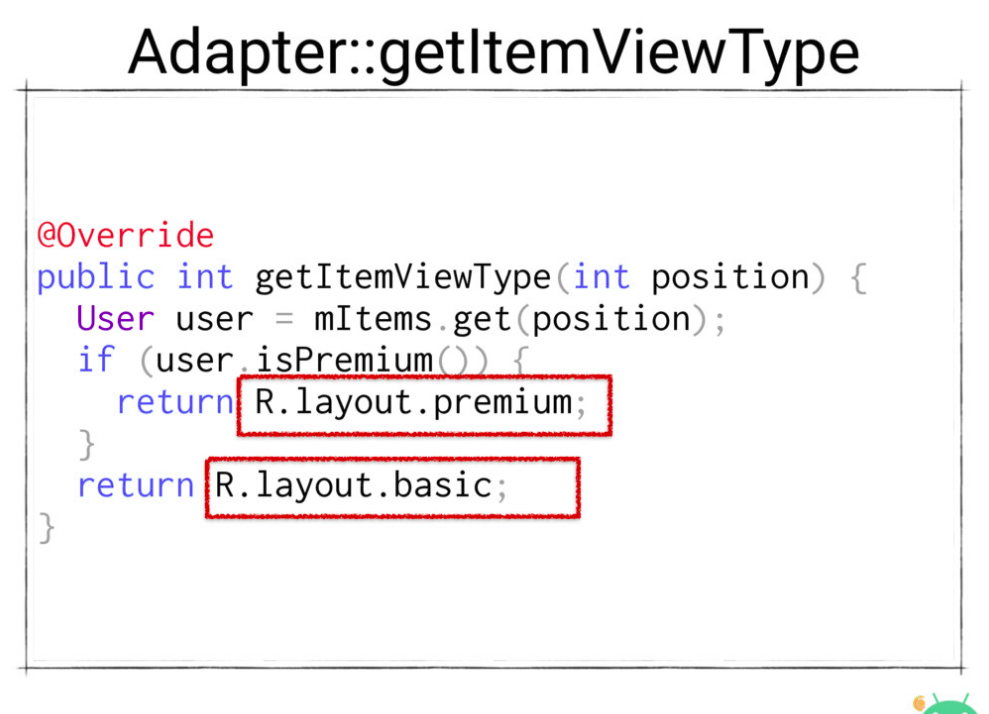 Adapter::getItemViewType
@Override
public int getItemViewType(int position) {
User user = mItems.get(position);
if (user.isPremium()) {
return R.layout.premium;
}
return R.layout.basic;
}